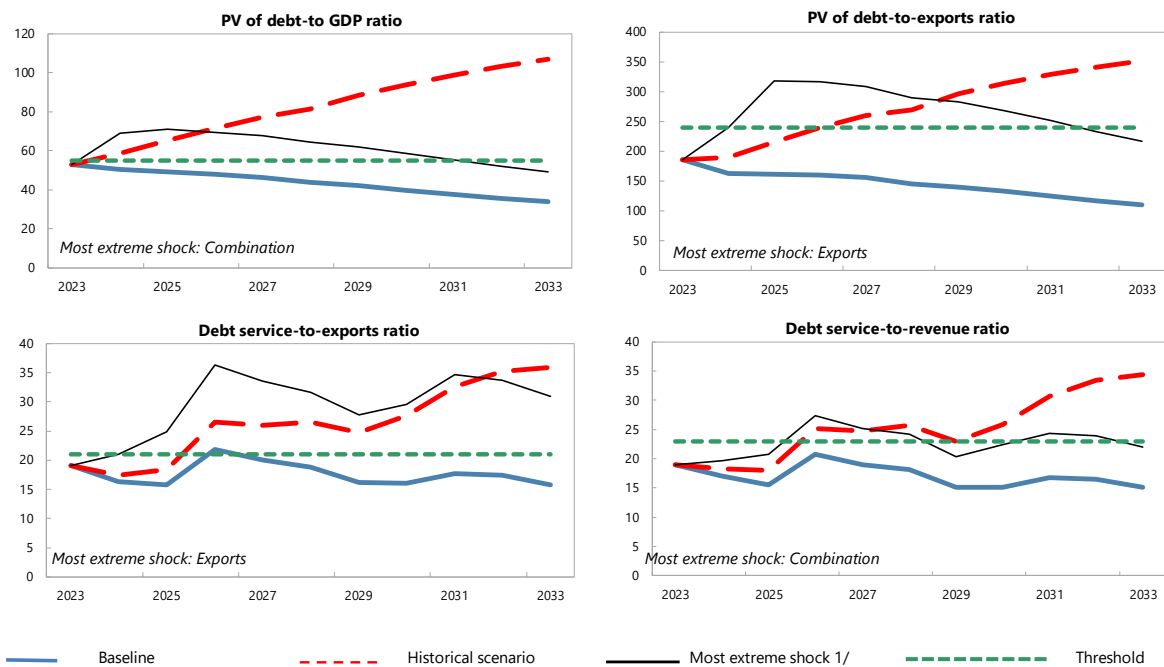 PV of debt-to GDP ratio
120
100
80
60
40
20
0
Most extreme shock: Combination
2023 2025 2027 2029 2031 2033
PV of debt-to-exports ratio
400
350
300
250
200
150
100
50
0
Most extreme shock: Exports
2023 2025 2027 2029 2031 2033
Debt service-to-exports ratio
40
35
30
25
20
15
10
5
0
Most extreme shock: Exports
2023 2025 2027 2029 2031 2033
Debt service-to-revenue ratio
40
35
30
25
20
15
10
5
0
Most extreme shock: Combination
2023 2025 2027 2029 2031 2033
Baseline Historical scenario Most extreme shock 1/ Threshold